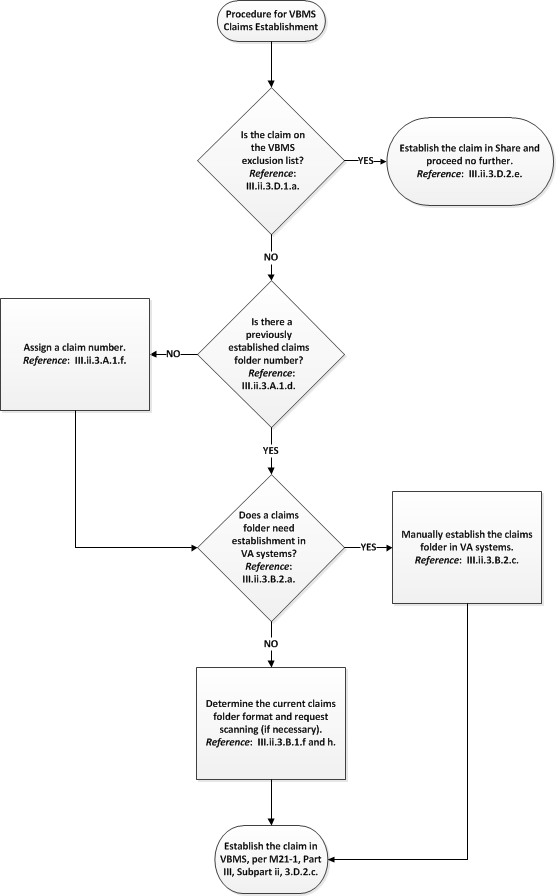 Procedure for VBMS
Claims Establishment
Is the claim on
the VBMS
exclusion list?
Reference:
III.ii.3.D.1.a.
YES
Establish the claim in Share and
proceed no further.
Reference:  III.ii.3.D.2.e.
NO
Is there a
previously
established claims
folder number?
Reference:
III.ii.3.A.1.d.
NO
Assign a claim number.
Reference:  III.ii.3.A.1.f.
YES
Does a claims
folder need
establishment in
VA systems?
Reference:
III.ii.3.B.2.a.
YES
Manually establish the claims
folder in VA systems.
Reference:  III.ii.3.B.2.c.
NO
Determine the current claims
folder format and request
scanning (if necessary).
Reference:  III.ii.3.B.1.f and h.
Establish the claim in
VBMS, per M21-1, Part
III, Subpart ii, 3.D.2.c.